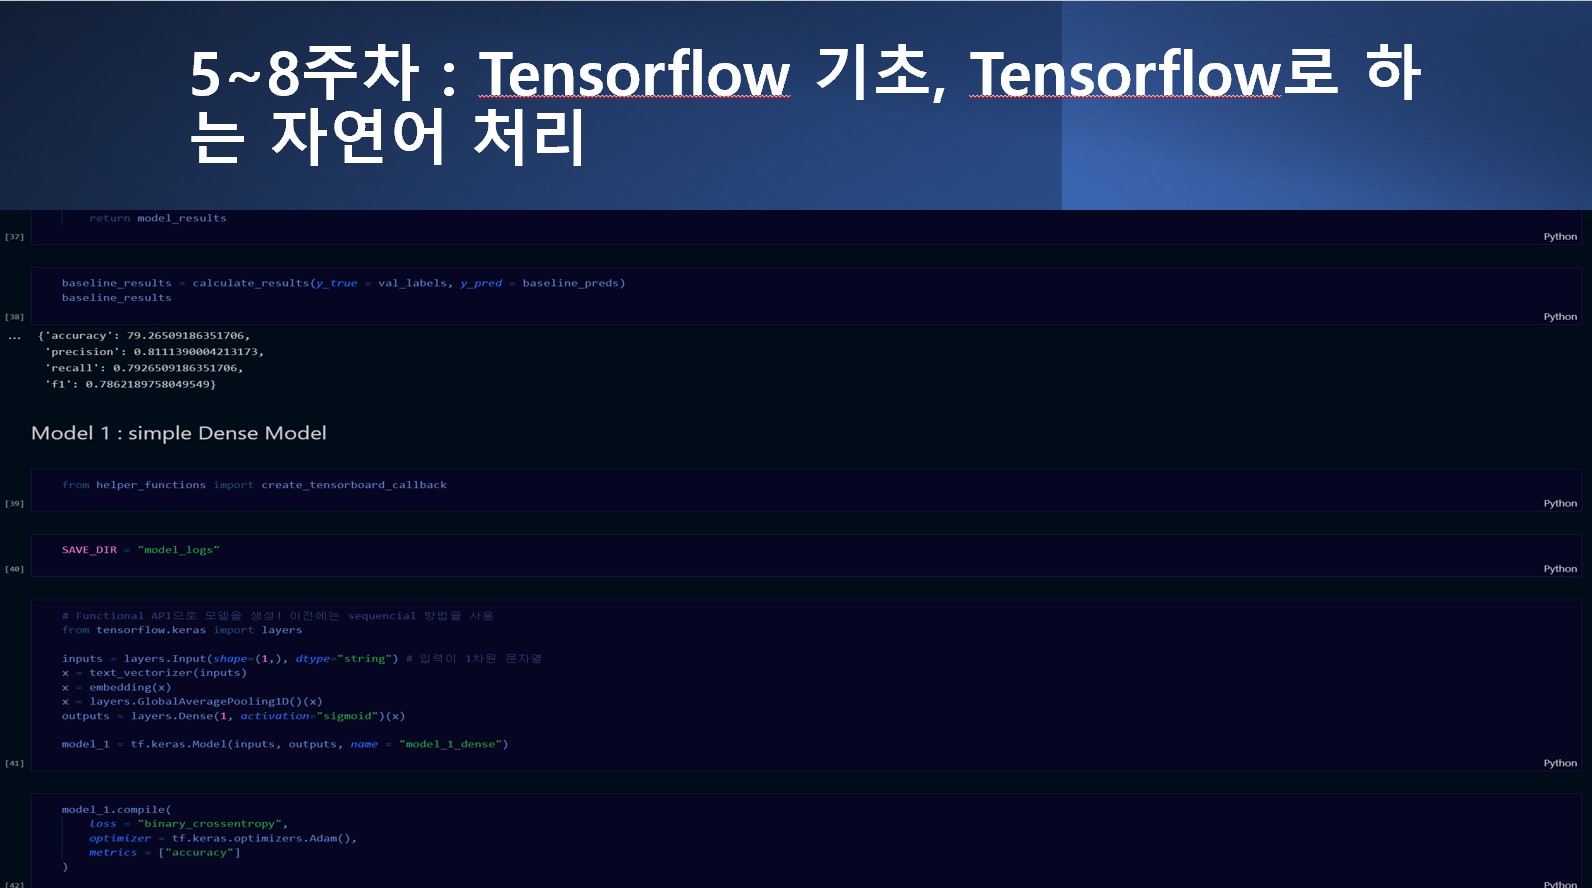 5~8주차 : Tensorflow 기초, Tensorflow로 하
는 자연어 처리
return model_results
[37]
Python
baseline_results = calculate_results(y_true = val_labels, y_pred = baseline_preds)
baseline_results
[38]
Python
... {'accuracy': 79.26509186351706,
'precision': 0.8111390004213173,
'recall': 0.7926509186351706,
'f1': 0.7862189758049549}
Model 1 : simple Dense Model
from helper_functions import create_tensorboard_callback
[39]
Python
SAVE_DIR = "model_logs"
[40]
Python
# Functional API으로 모델을 생성! 이전에는 sequencial 방법을 사용
from tensorflow.keras import layers
inputs = layers.Input(shape=(1,), dtype="string") # 입력이 1차원 문자열
x = text_vectorizer(inputs)
x = embedding(x)
x = layers.GlobalAveragePooling1D()(x)
outputs = layers.Dense(1, activation="sigmoid")(x)
model_1 = tf.keras.Model(inputs, outputs, name = "model_1_dense")
[41]
Python
model_1.compile(
loss = "binary_crossentropy",
optimizer = tf.keras.optimizers.Adam(),
metrics = ["accuracy"]
)
[42]
Python